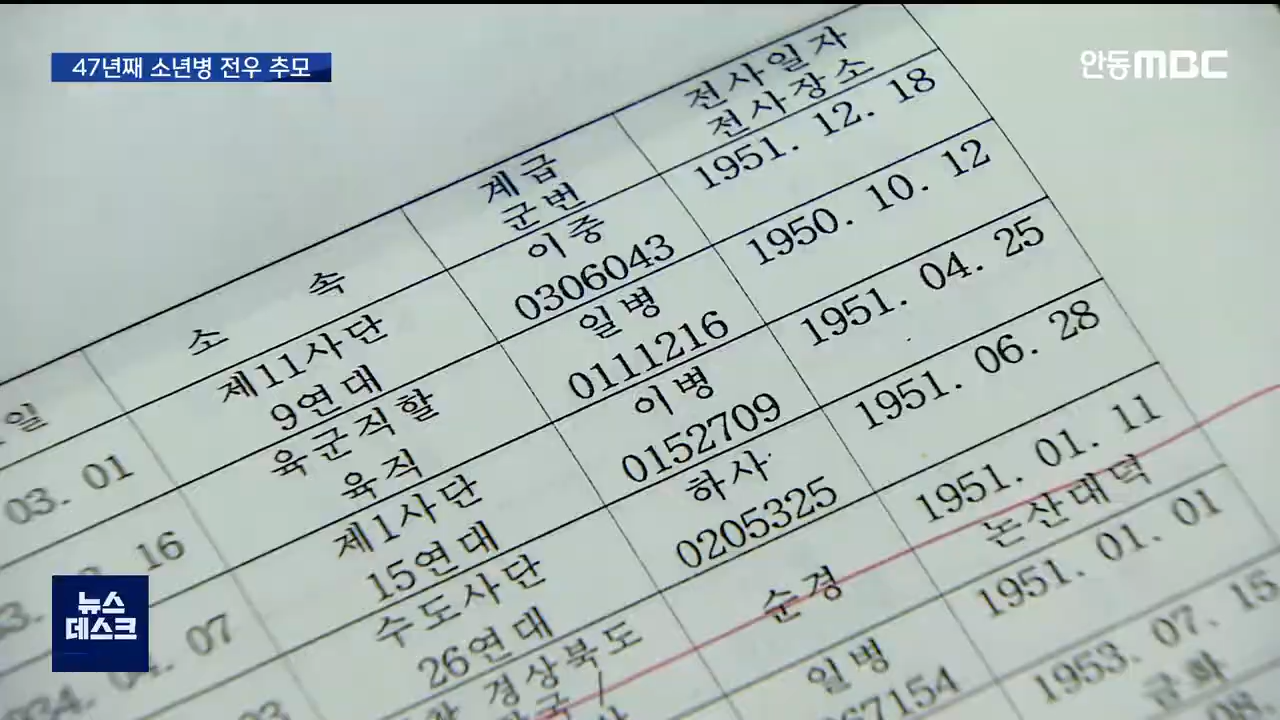 47년째 소년병 전우 추모
안동MBC
소 속
계급
군번
전사일자
전사장소
제11사단
9연대
이중
0306043
1951. 12. 18
03. 01
육군직할
육직
일병
0111216
1950. 10. 12
16
제1사단
15연대
이병
0152709
1951. 04. 25
04. 07
수도사단
26연대
하사
0205325
1951. 06. 28
경상북도
순경
1951. 01. 11
논산대덕
일병
67154
1951. 01. 01
1953. 07. 15
금화
뉴스
데스크